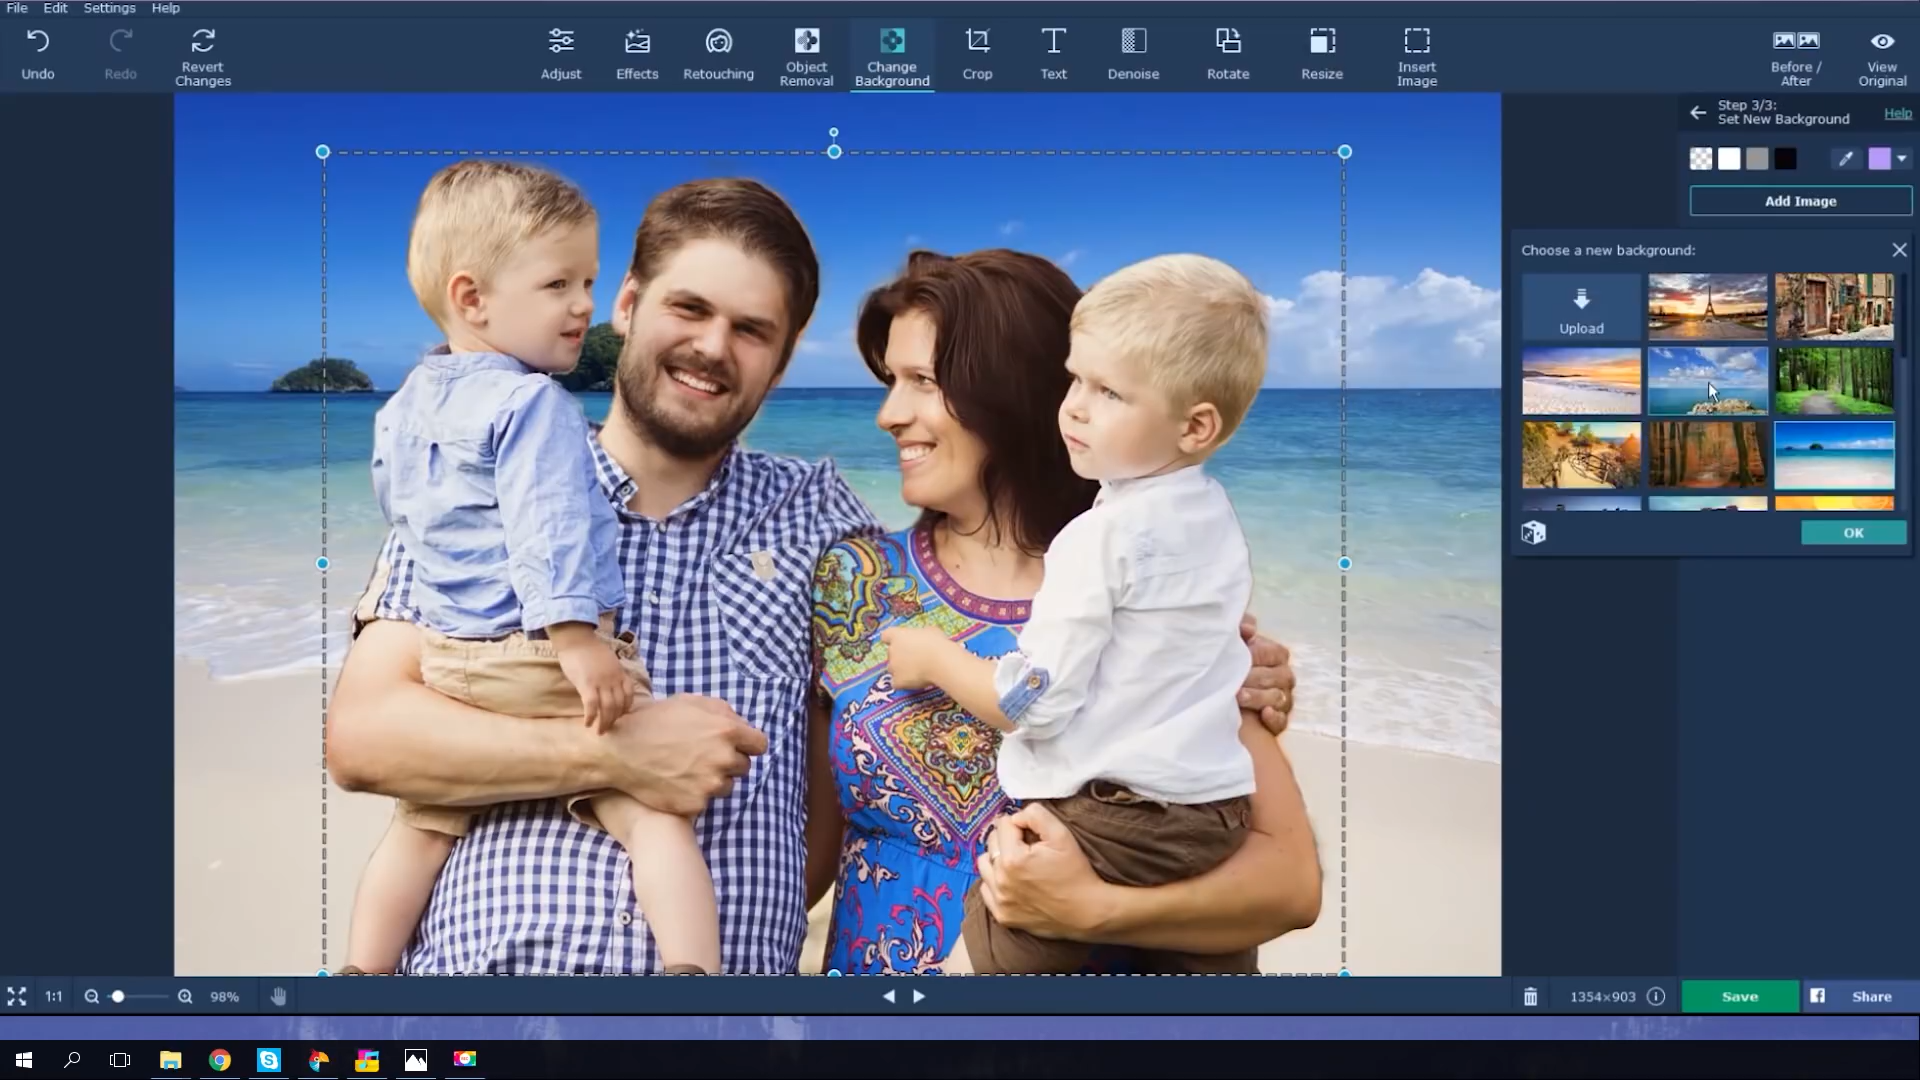 File Edit Settings Help
Undo
Redo
Revert
Changes
Adjust
Effects
Retouching
Object
Removal
Change
Background
Crop
Text
Denoise
Rotate
Resize
Insert
Image
Before /
After
View
Original
Step 3/3:
Set New Background
Help
Add Image
Choose a new background:
Upload
OK
1:1
98%
1354×903
Save
Share